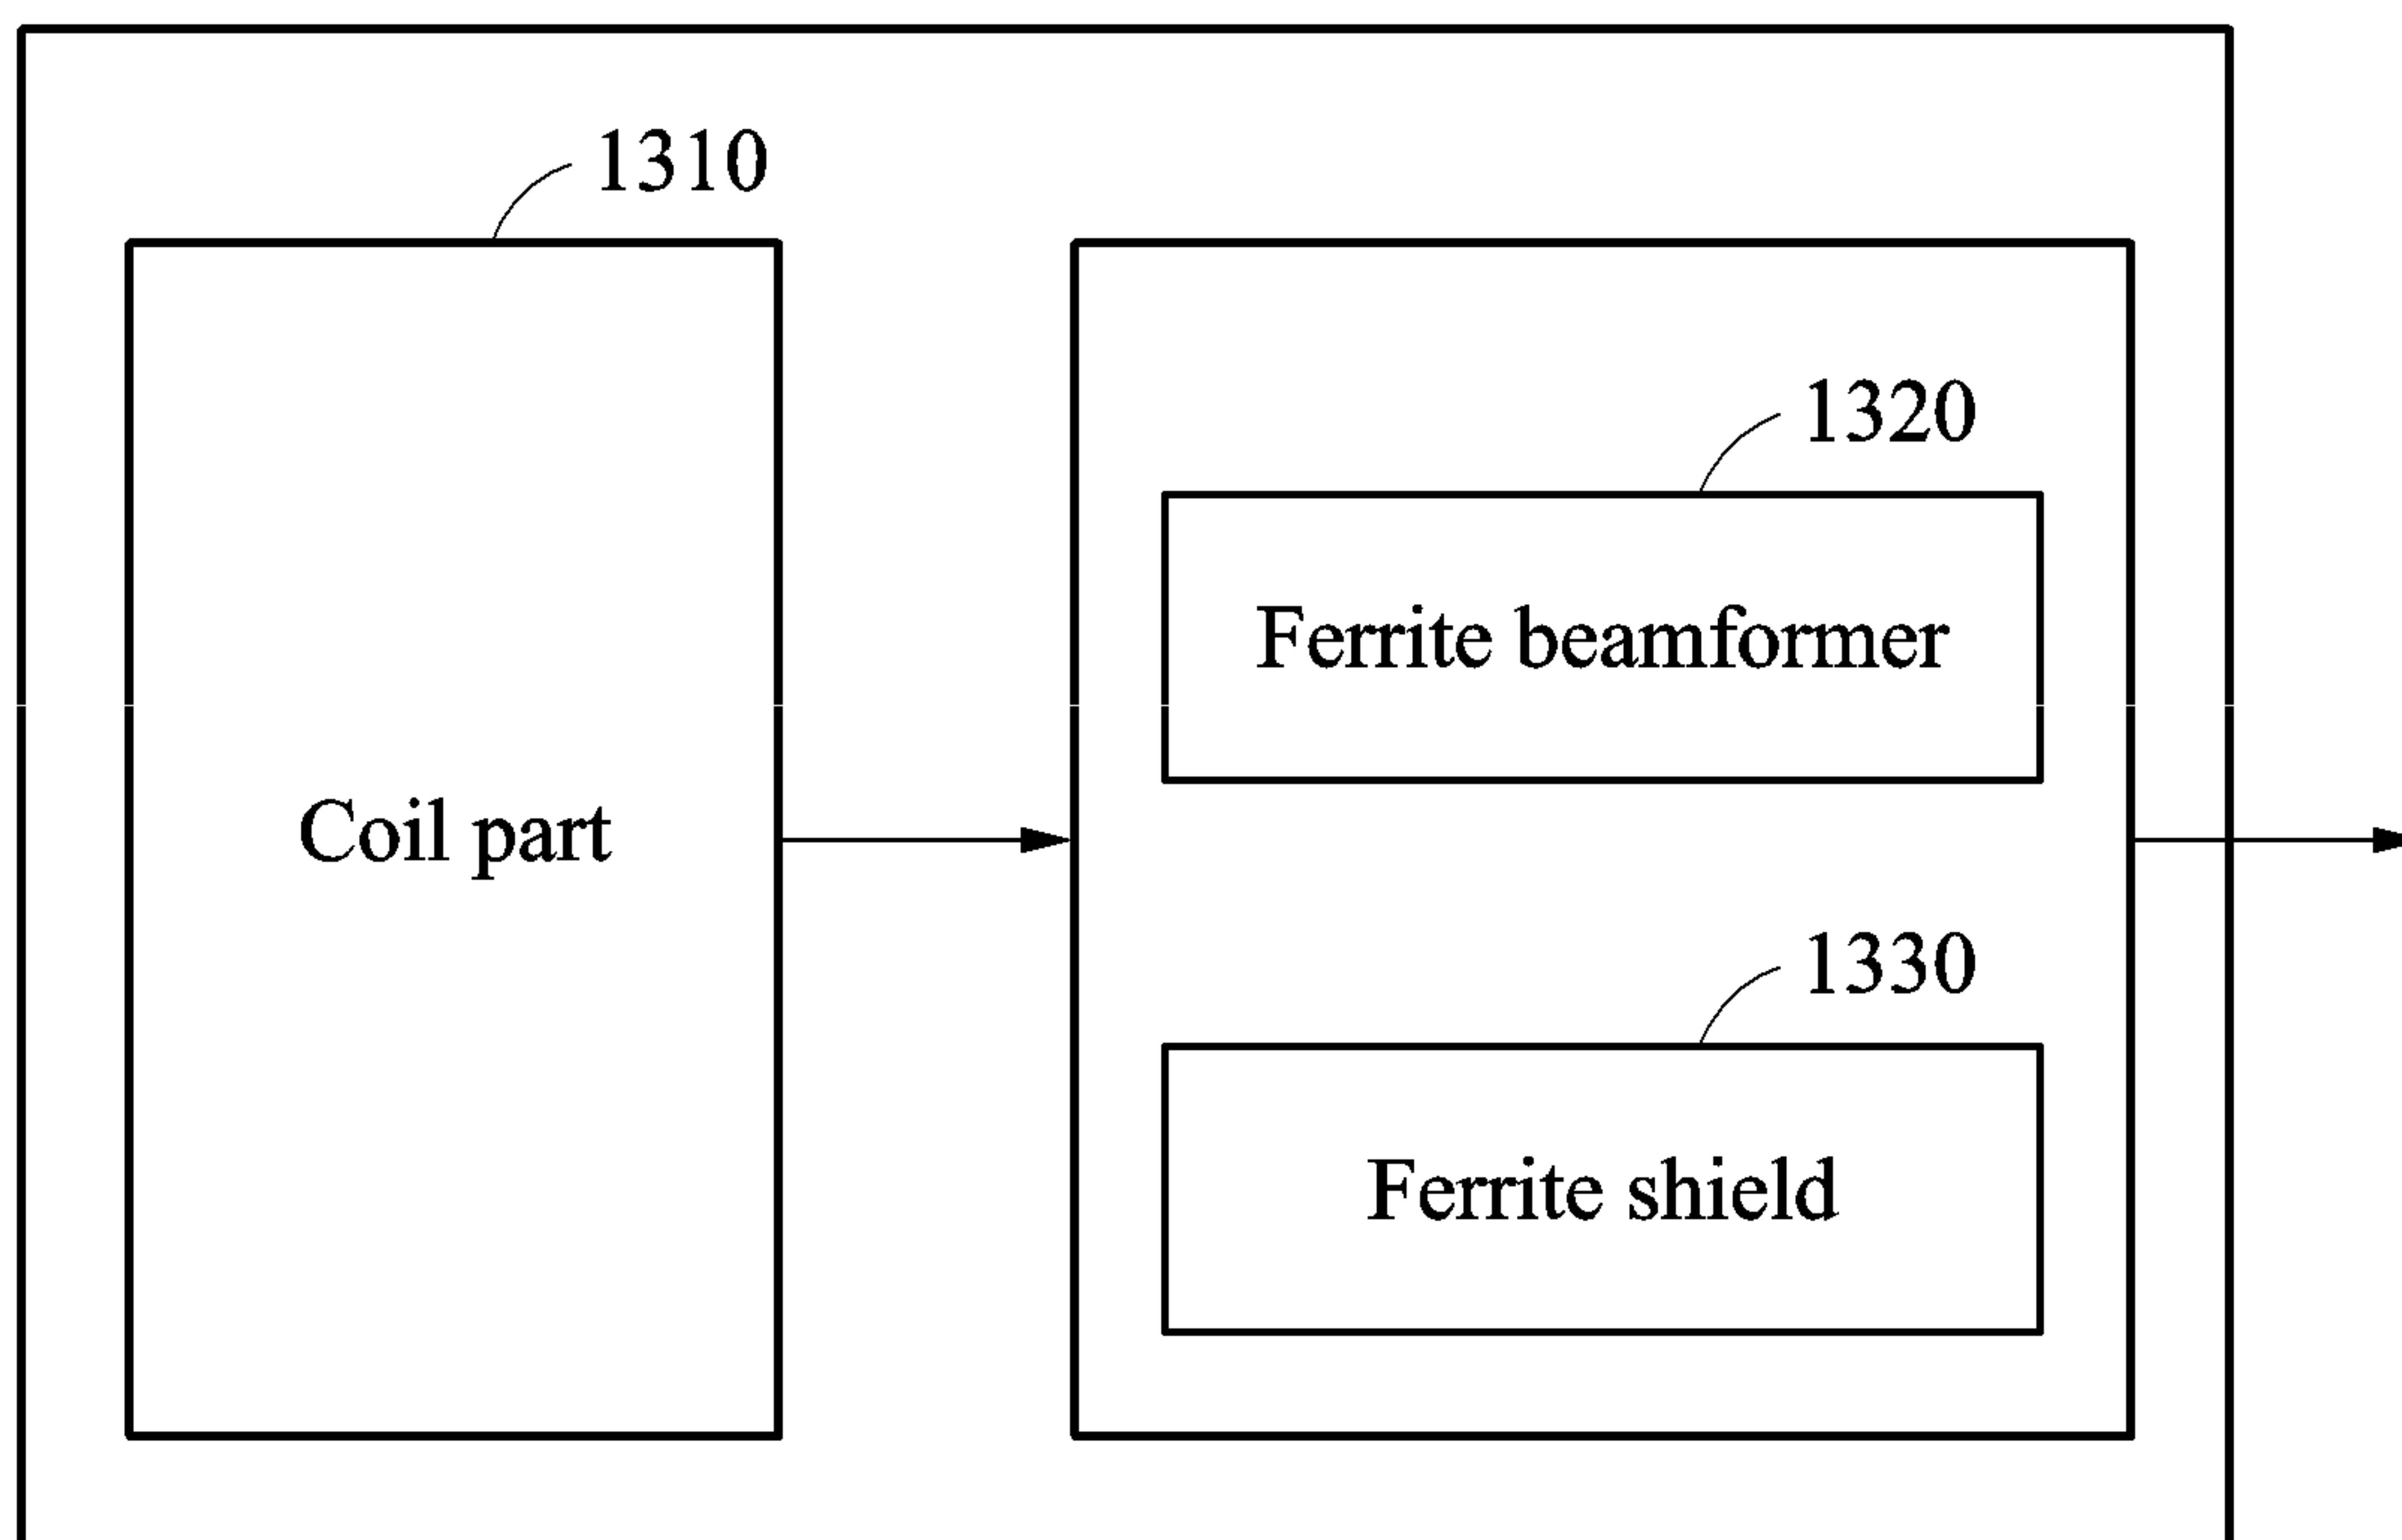 1310
1320
Ferrite beamformer
Coil part
1330
Ferrite shield